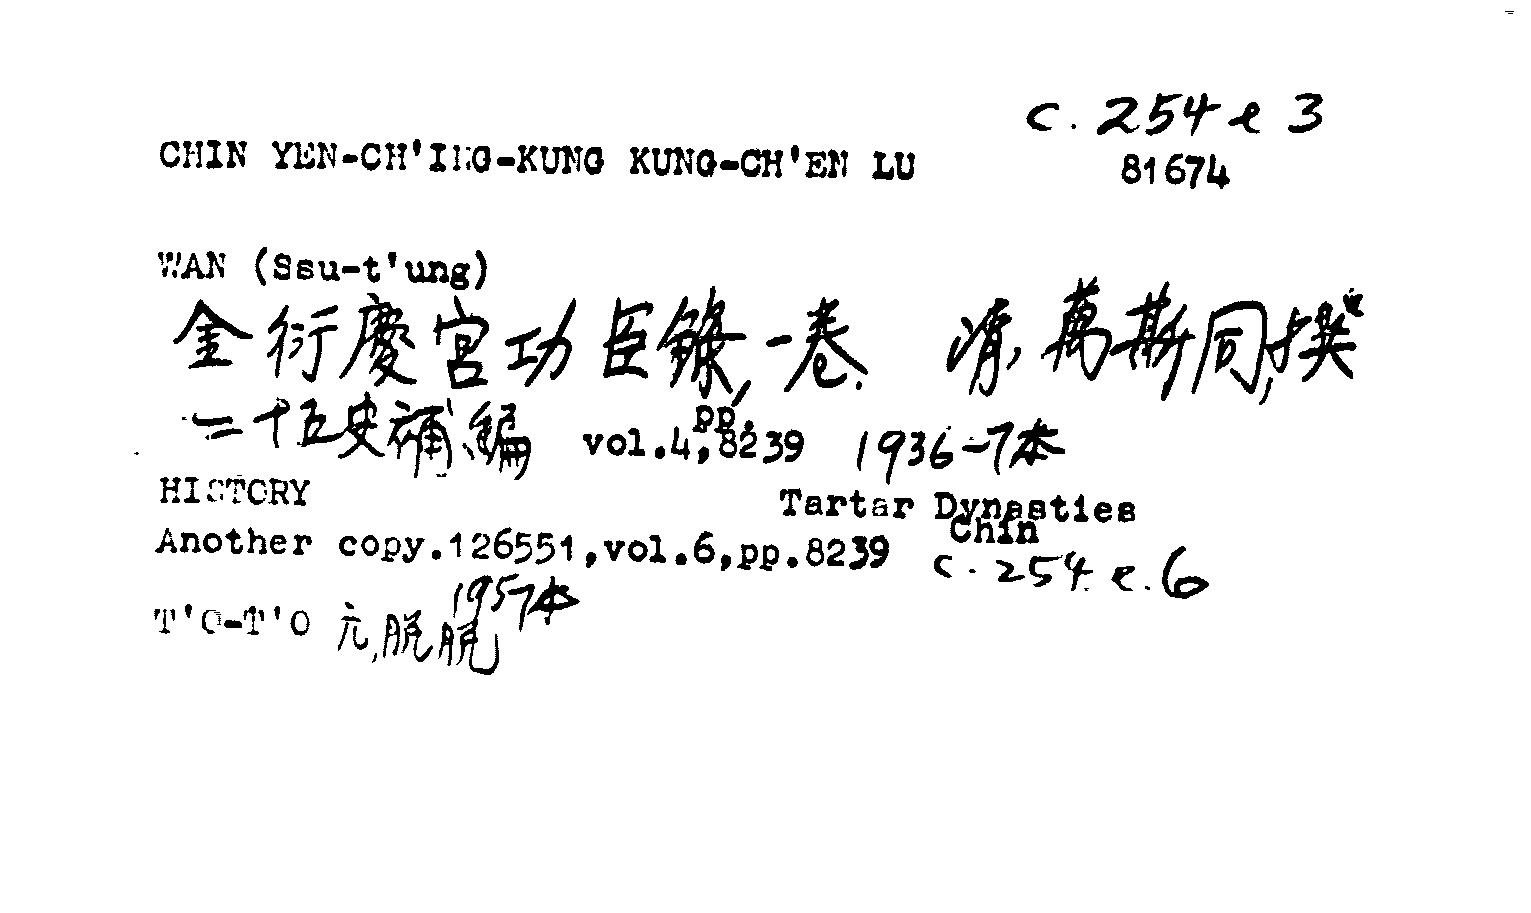 c. 254 e 3
CHIN YEN-CH'ING-KUNG KUNG-CH'EN LU
81674
WAN (Ssu-t'ung)
金衍慶宮功臣錄,一卷. 清,萬斯同,撰
二十五史補編 vol.4,pp.8239 1936-7本
HISTORY Tartar Dynasties
Chin
Another copy.126551,vol.6,pp.8239 c.254.e.6
1957本
T'O-T'O 元,脫脫